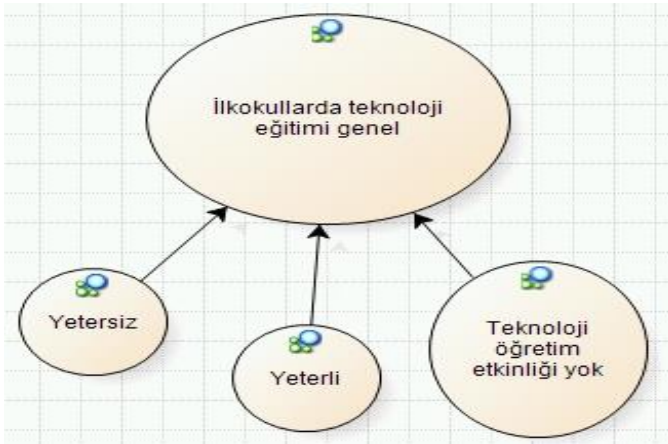 İlkokullarda teknoloji
eğitimi genel
Yetersiz
Yeterli
Teknoloji
öğretim
etkinliği yok